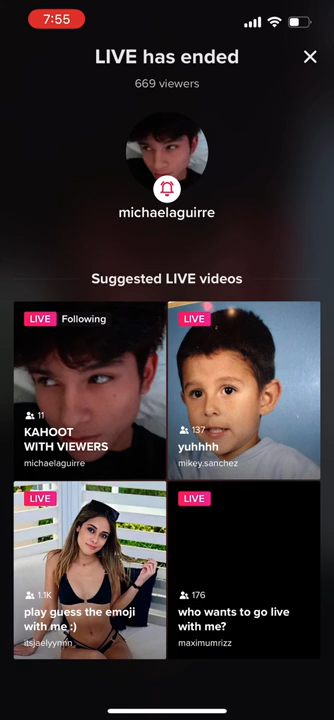 7:55
LIVE has ended
669 viewers
michaelaguirre
Suggested LIVE videos
LIVE Following
LIVE
11
KAHOOT
WITH VIEWERS
michaelaguirre
137
yuhhhh
mikey.sanchez
LIVE
LIVE
1.1K
play guess the emoji
with me :)
itsjaelyynnn
176
who wants to go live
with me?
maximumrizz